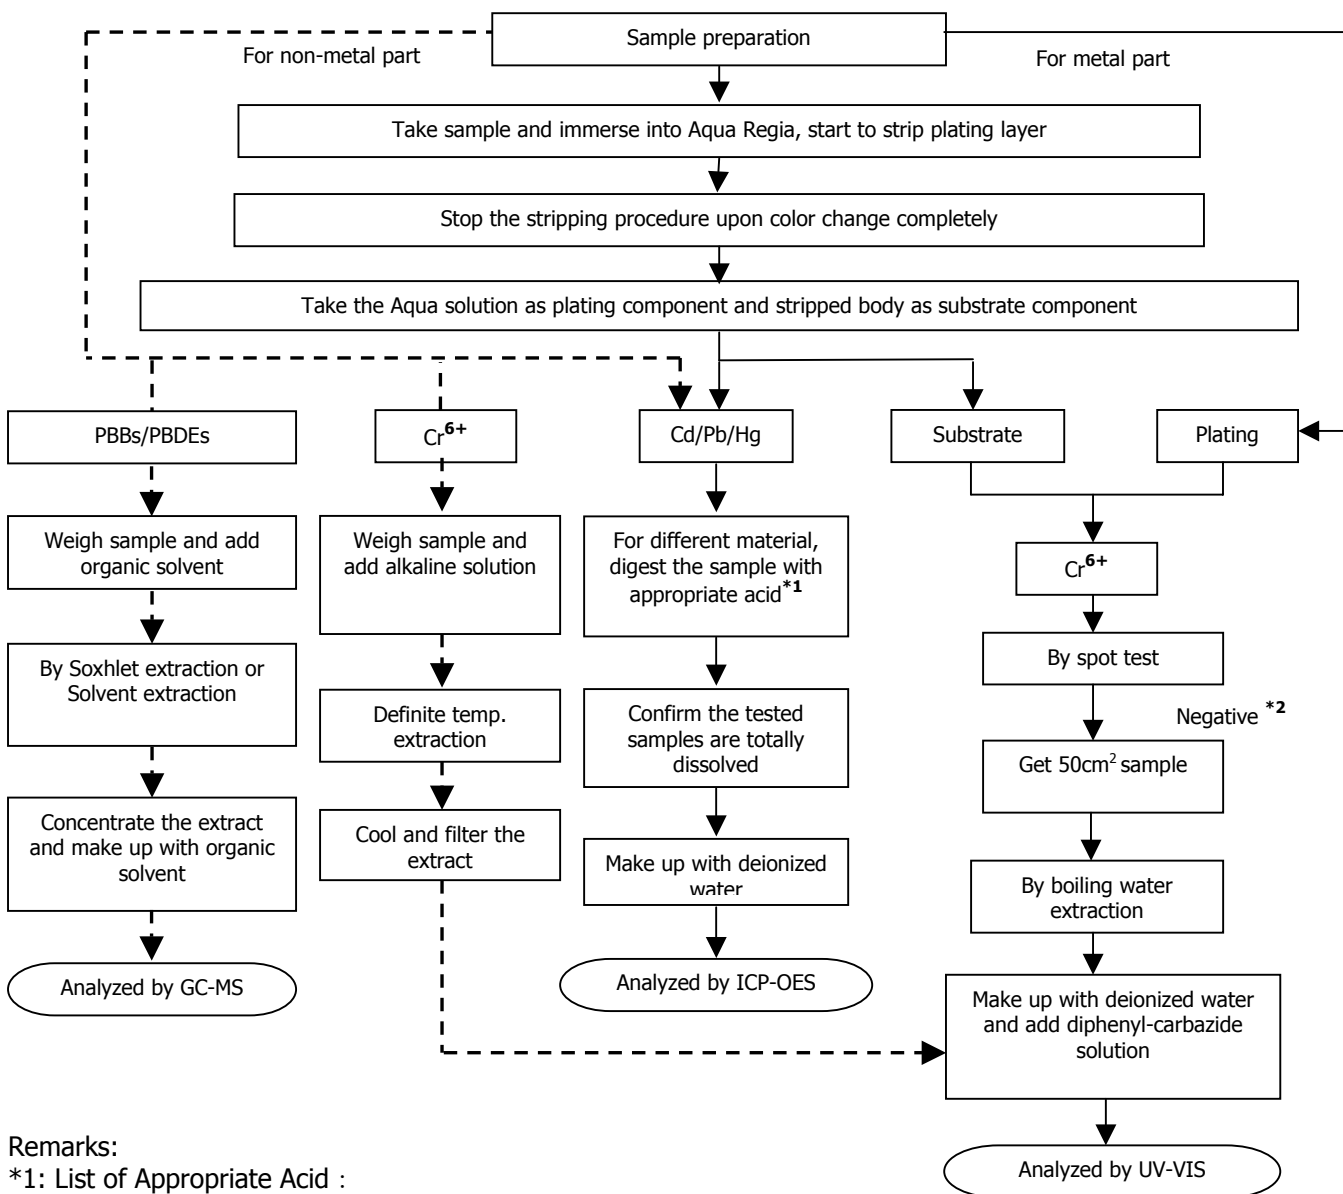 Sample preparation
For non-metal part
For metal part
Take sample and immerse into Aqua Regia, start to strip plating layer
Stop the stripping procedure upon color change completely
Take the Aqua solution as plating component and stripped body as substrate component
PBBs/PBDEs
Cr⁶⁺
Cd/Pb/Hg
Substrate
Plating
Weigh sample and add
organic solvent
Weigh sample and
add alkaline solution
For different material,
digest the sample with
appropriate acid*1
Cr⁶⁺
By Soxhlet extraction or
Solvent extraction
Definite temp.
extraction
Confirm the tested
samples are totally
dissolved
By spot test
Negative *2
Get 50cm² sample
Concentrate the extract
and make up with organic
solvent
Cool and filter the
extract
Make up with deionized
water
By boiling water
extraction
Analyzed by GC-MS
Analyzed by ICP-OES
Make up with deionized water
and add diphenyl-carbazide
solution
Analyzed by UV-VIS
Remarks:
*1: List of Appropriate Acid :